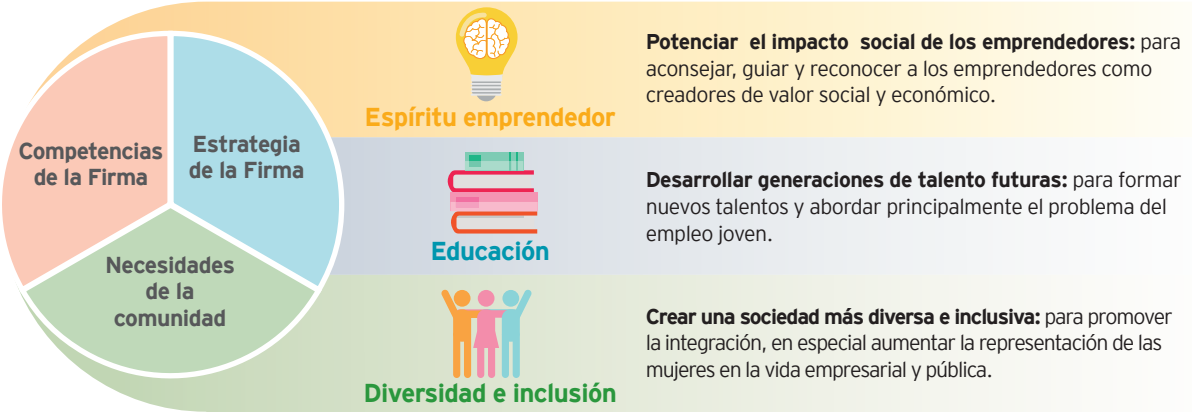 Competencias
de la Firma
Estrategia
de la Firma
Necesidades
de la
comunidad
Espíritu emprendedor
Potenciar el impacto social de los emprendedores: para
aconsejar, guiar y reconocer a los emprendedores como
creadores de valor social y económico.
Educación
Desarrollar generaciones de talento futuras: para formar
nuevos talentos y abordar principalmente el problema del
empleo joven.
Diversidad e inclusión
Crear una sociedad más diversa e inclusiva: para promover
la integración, en especial aumentar la representación de las
mujeres en la vida empresarial y pública.